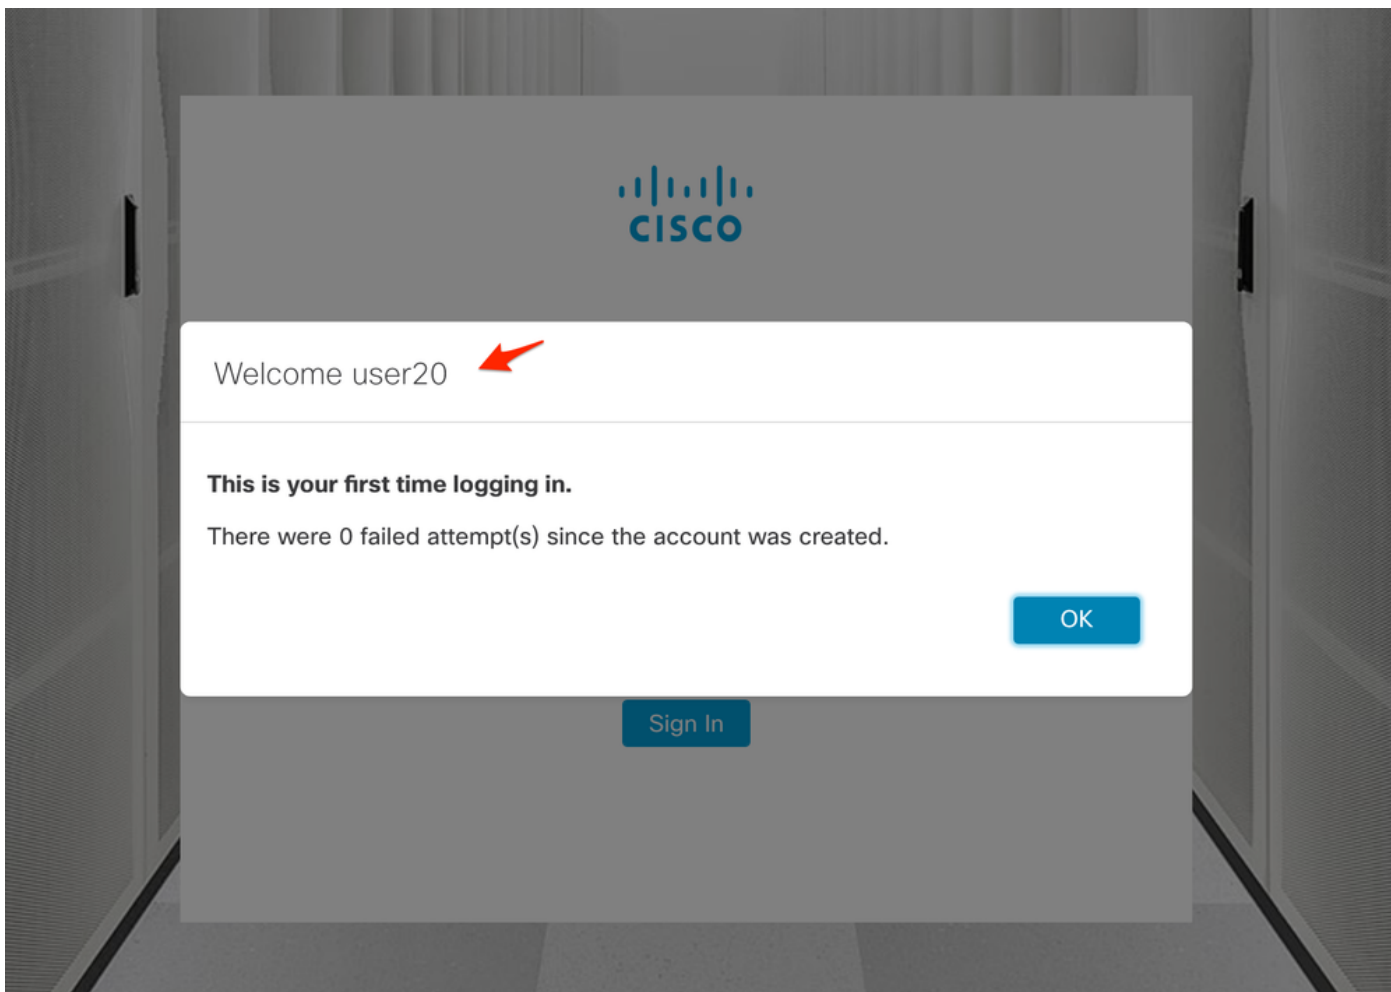 CISCO
Welcome user20
This is your first time logging in.
There were 0 failed attempt(s) since the account was created.
OK
Sign In